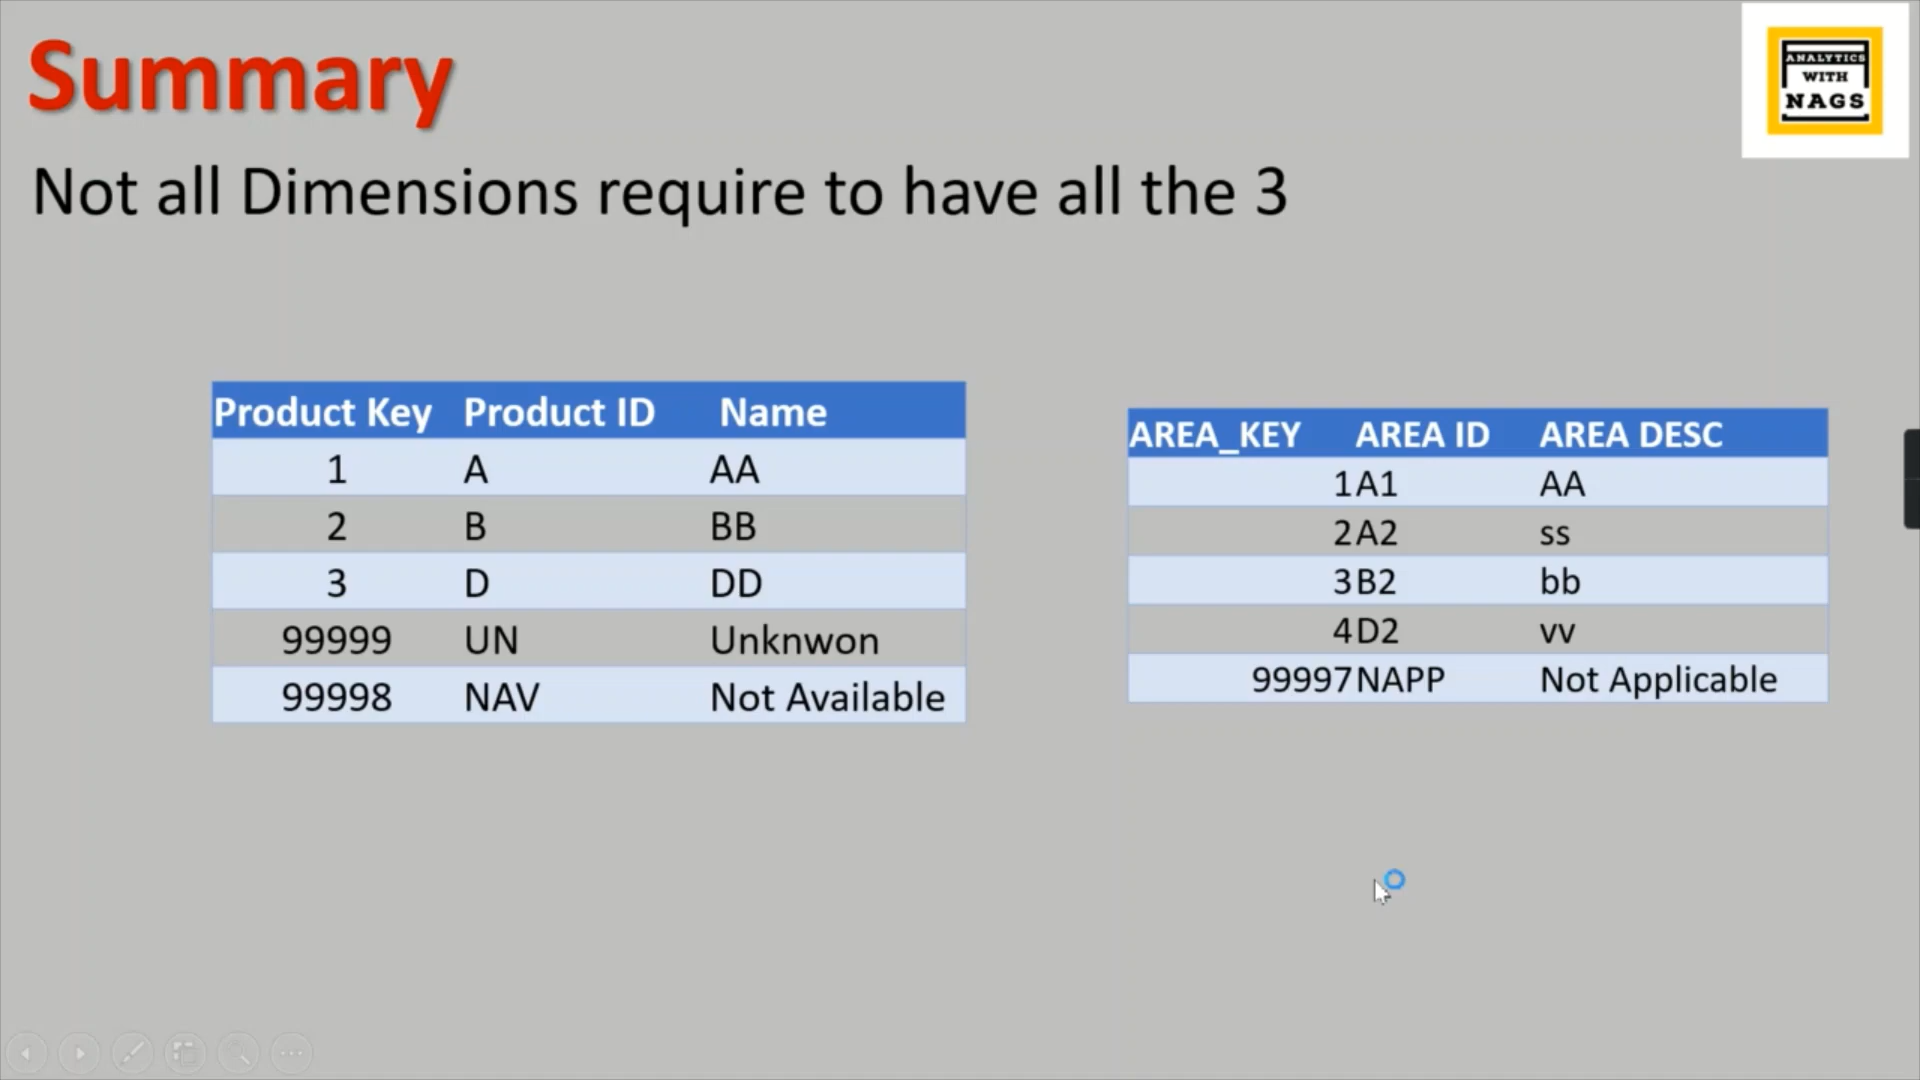 Summary
ANALYTICS
WITH
NAGS
Not all Dimensions require to have all the 3
Product Key Product ID Name
1 A AA
2 B BB
3 D DD
99999 UN Unknwon
99998 NAV Not Available
AREA_KEY AREA ID AREA DESC
1 A1 AA
2 A2 ss
3 B2 bb
4 D2 vv
99997 NAPP Not Applicable